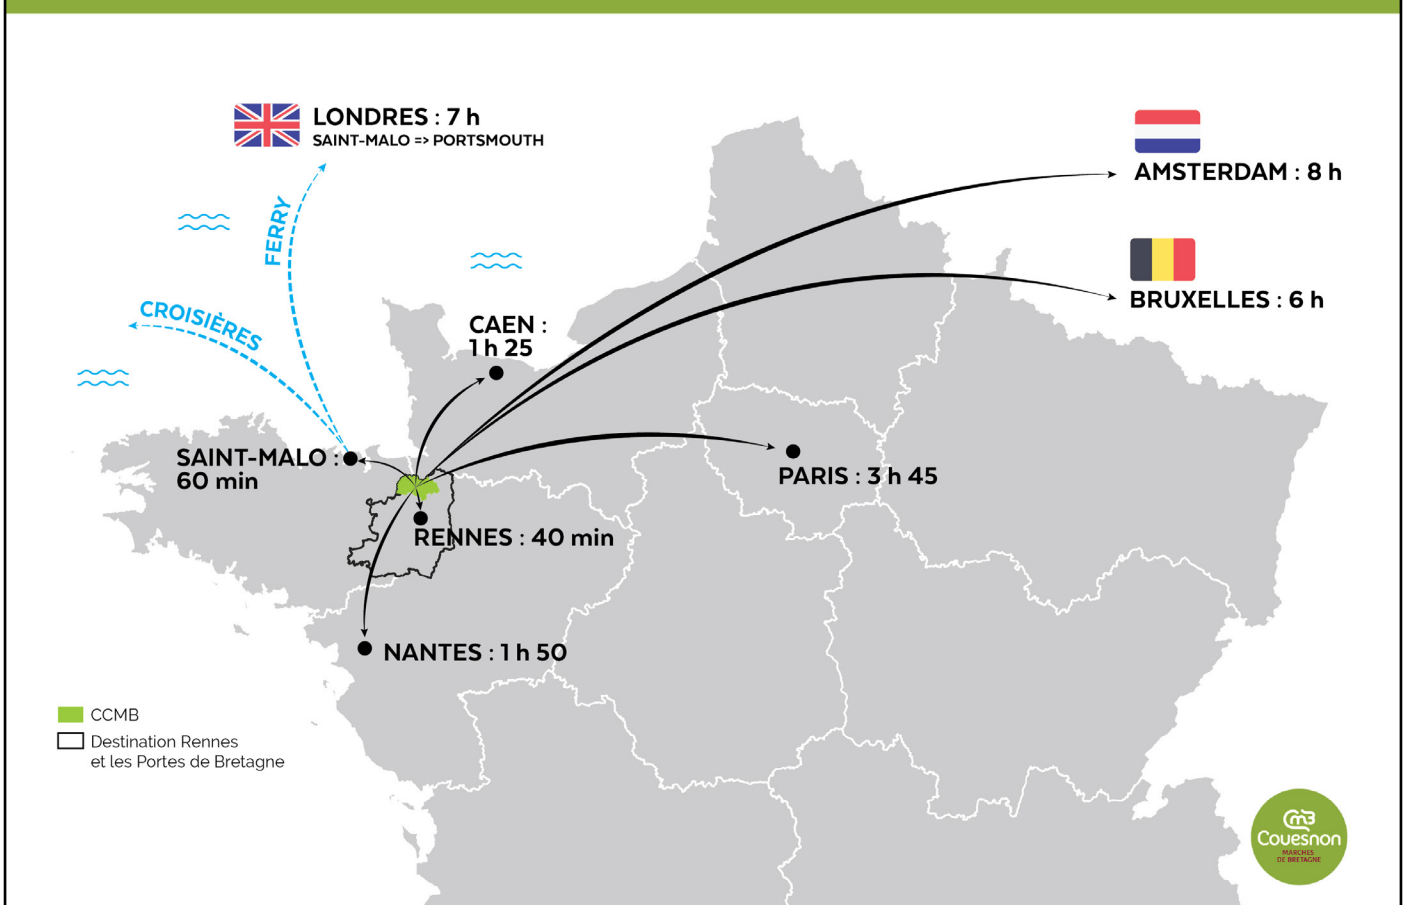 LONDRES : 7 h
SAINT-MALO => PORTSMOUTH
AMSTERDAM : 8 h
FERRY
BRUXELLES : 6 h
CROISIÈRES
CAEN :
1 h 25
SAINT-MALO :
60 min
PARIS : 3 h 45
RENNES : 40 min
NANTES : 1 h 50
CCMB
Destination Rennes
et les Portes de Bretagne
Couesnon
MARCHES
DE BRETAGNE